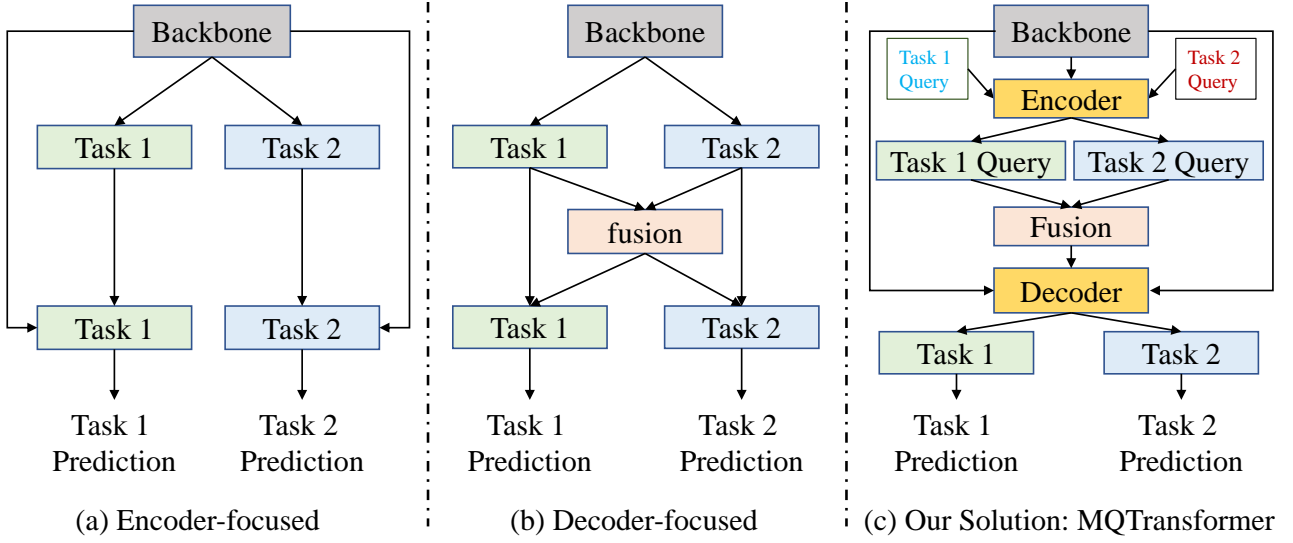 Backbone
Task 1
Task 2
Task 1
Task 2
Task 1
Prediction
Task 2
Prediction
(a) Encoder-focused
Backbone
Task 1
Task 2
fusion
Task 1
Task 2
Task 1
Prediction
Task 2
Prediction
(b) Decoder-focused
Backbone
Task 1
Query
Task 2
Query
Encoder
Task 1 Query
Task 2 Query
Fusion
Decoder
Task 1
Task 2
Task 1
Prediction
Task 2
Prediction
(c) Our Solution: MQTransformer